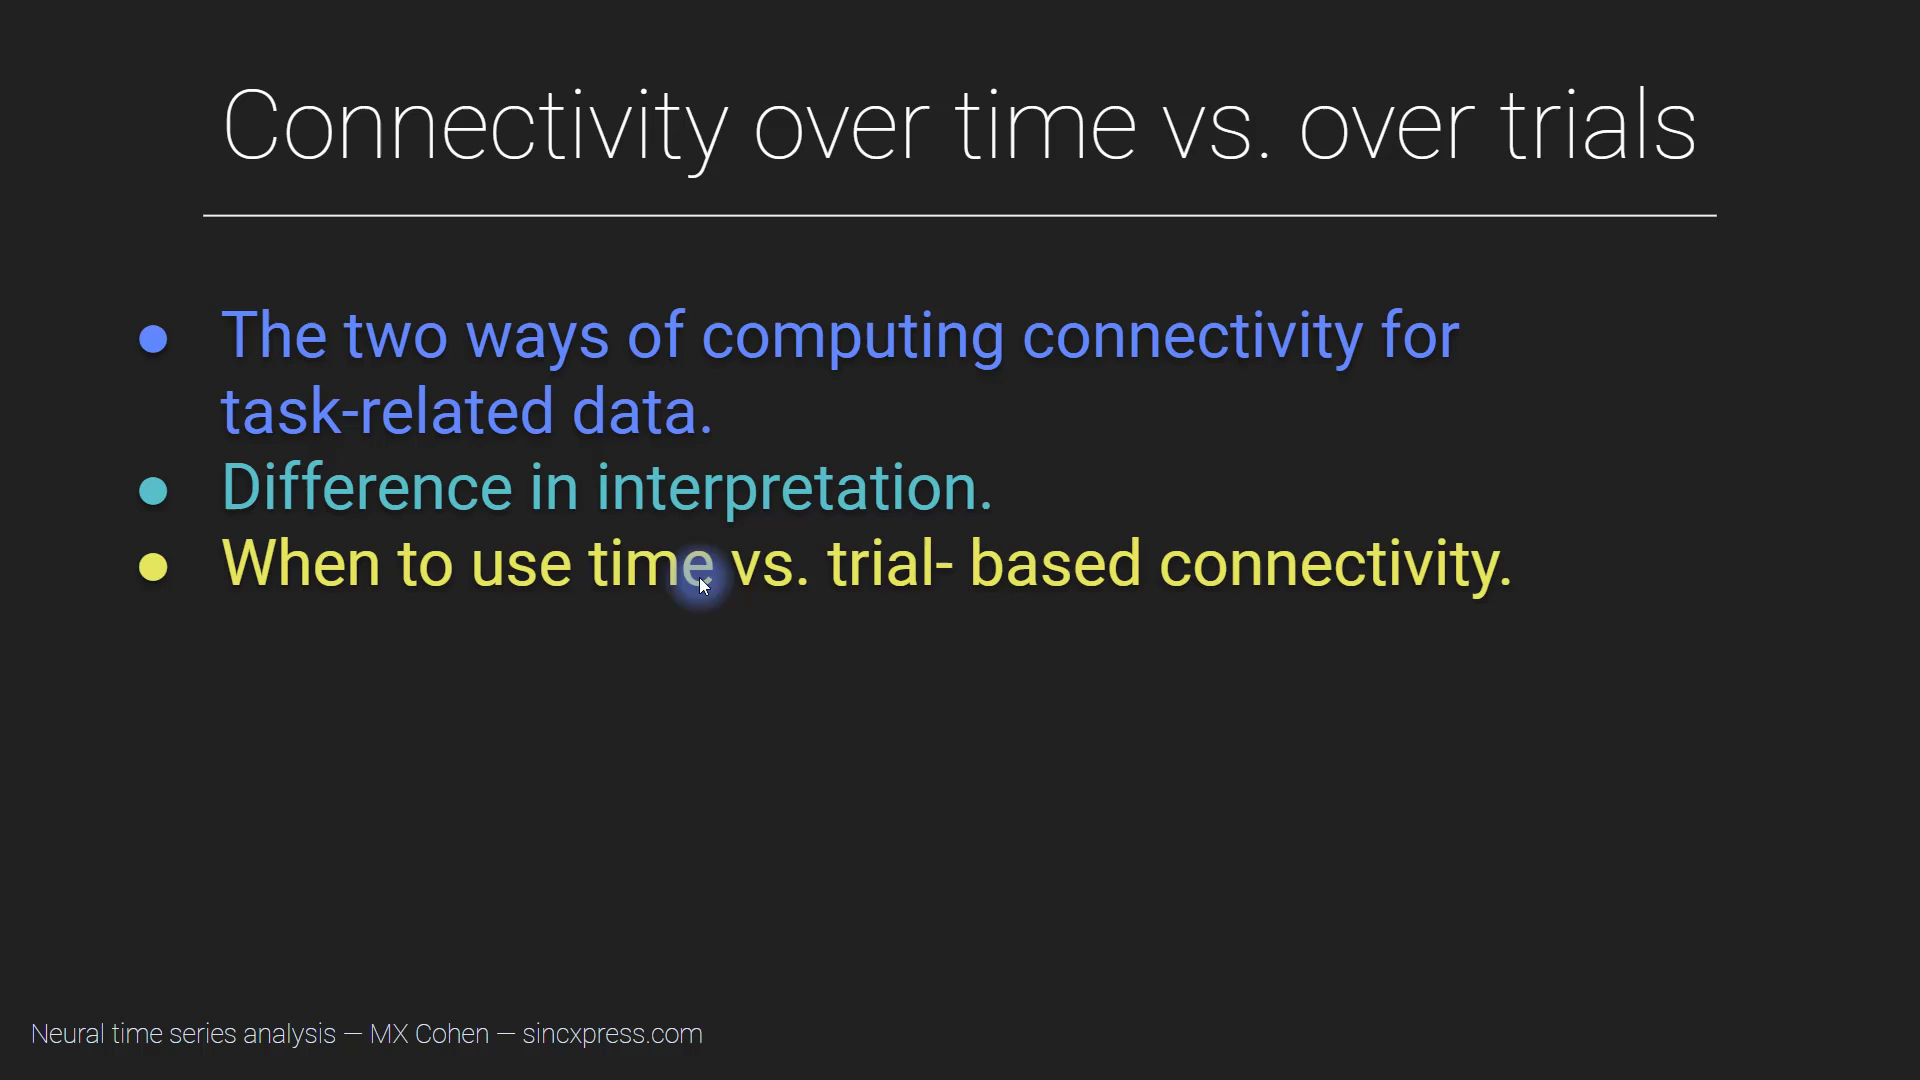 Connectivity over time vs. over trials
● The two ways of computing connectivity for
task-related data.
● Difference in interpretation.
● When to use time vs. trial- based connectivity.
Neural time series analysis — MX Cohen — sincxpress.com